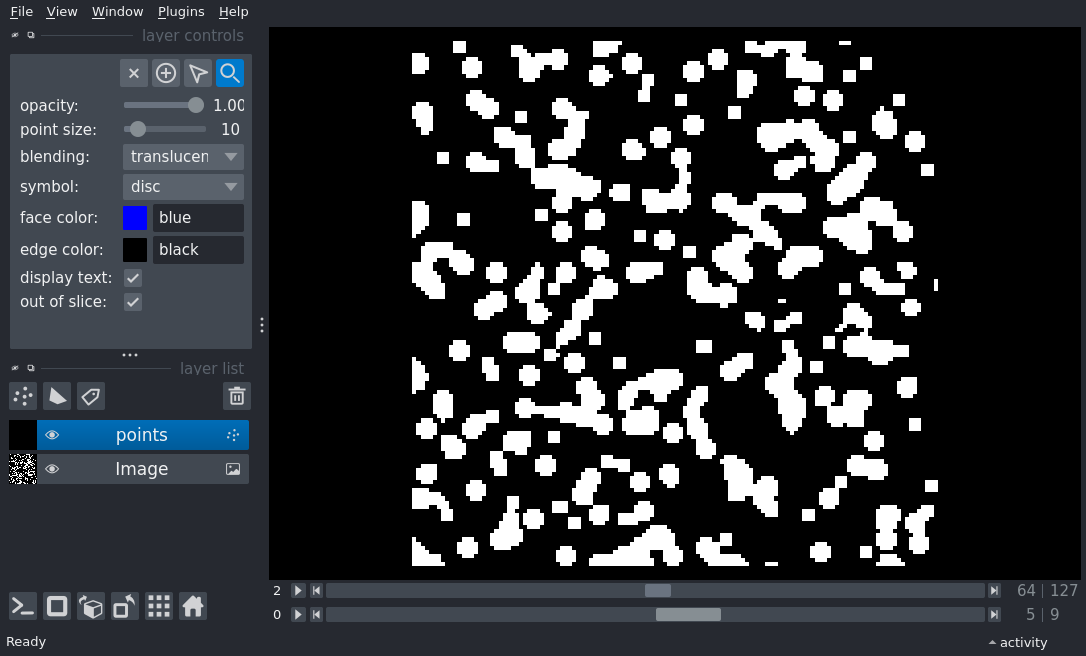 File View Window Plugins Help
layer controls
opacity: 1.00
point size: 10
blending: translucen
symbol: disc
face color: blue
edge color: black
display text:
out of slice:
layer list
points
Image
2 64 | 127
0 5 | 9
Ready activity